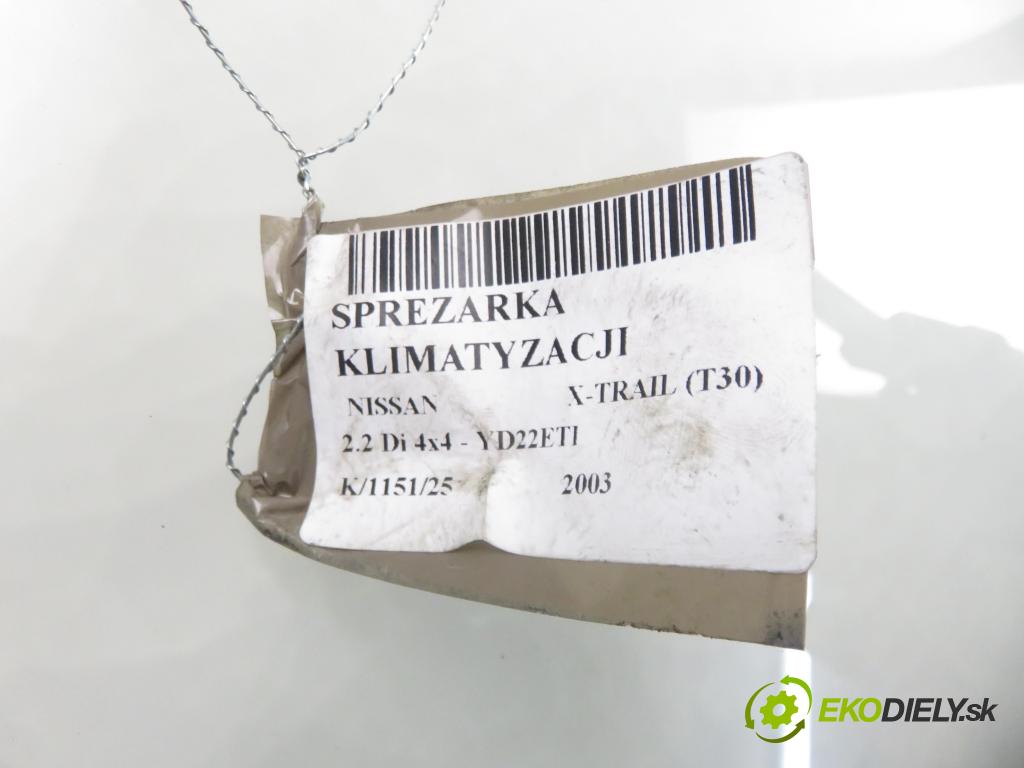 SPREZARKA
KLIMATYZACJI
NISSAN X-TRAIL (T30)
2.2 Di 4x4 - YD22ETI
K/1151/25 2003
EKODIELY.sk